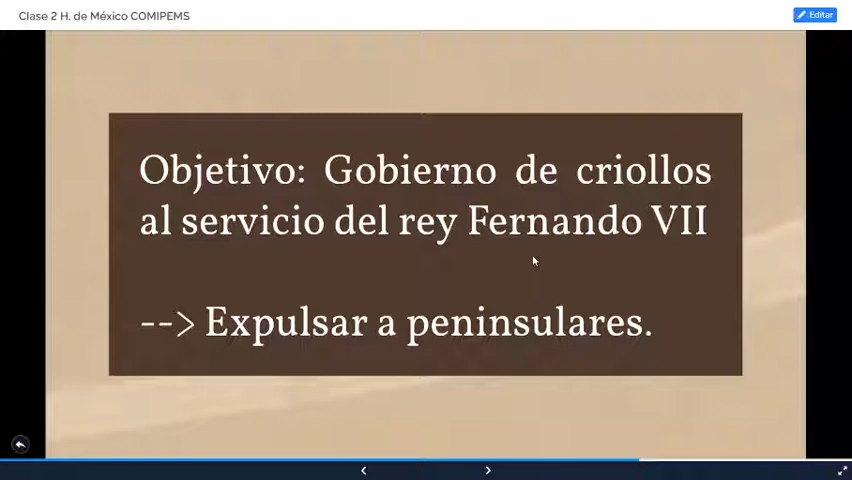 Clase 2 H. de México COMIPEMS
Editar
Objetivo: Gobierno de criollos
al servicio del rey Fernando VII
--> Expulsar a peninsulares.